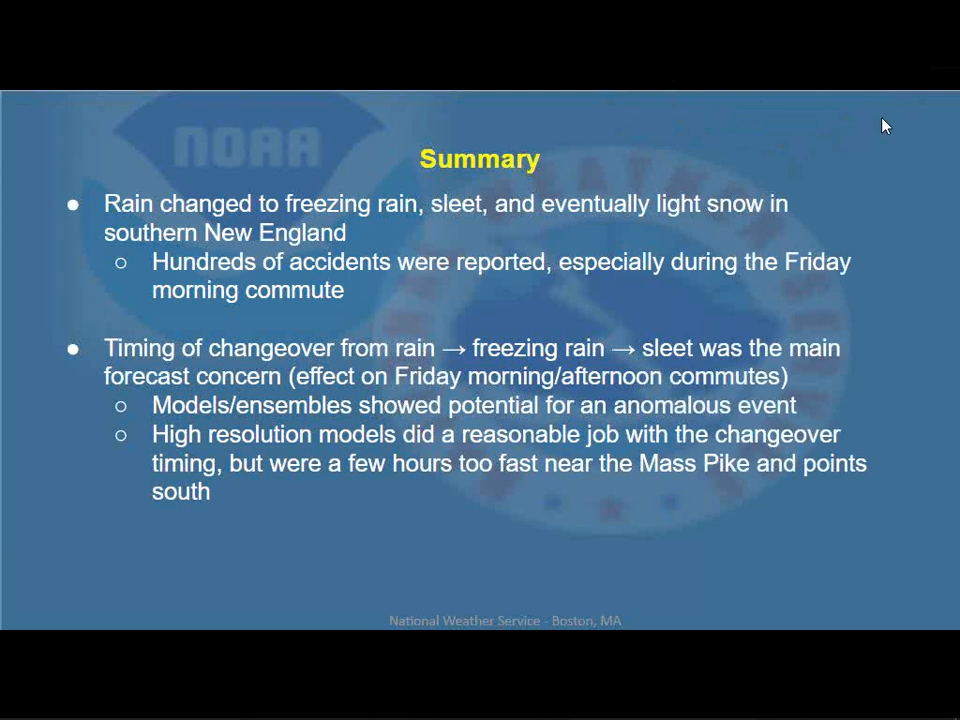 NOAA
Summary
● Rain changed to freezing rain, sleet, and eventually light snow in
southern New England
○ Hundreds of accidents were reported, especially during the Friday
morning commute
● Timing of changeover from rain → freezing rain → sleet was the main
forecast concern (effect on Friday morning/afternoon commutes)
○ Models/ensembles showed potential for an anomalous event
○ High resolution models did a reasonable job with the changeover
timing, but were a few hours too fast near the Mass Pike and points
south
National Weather Service - Boston, MA